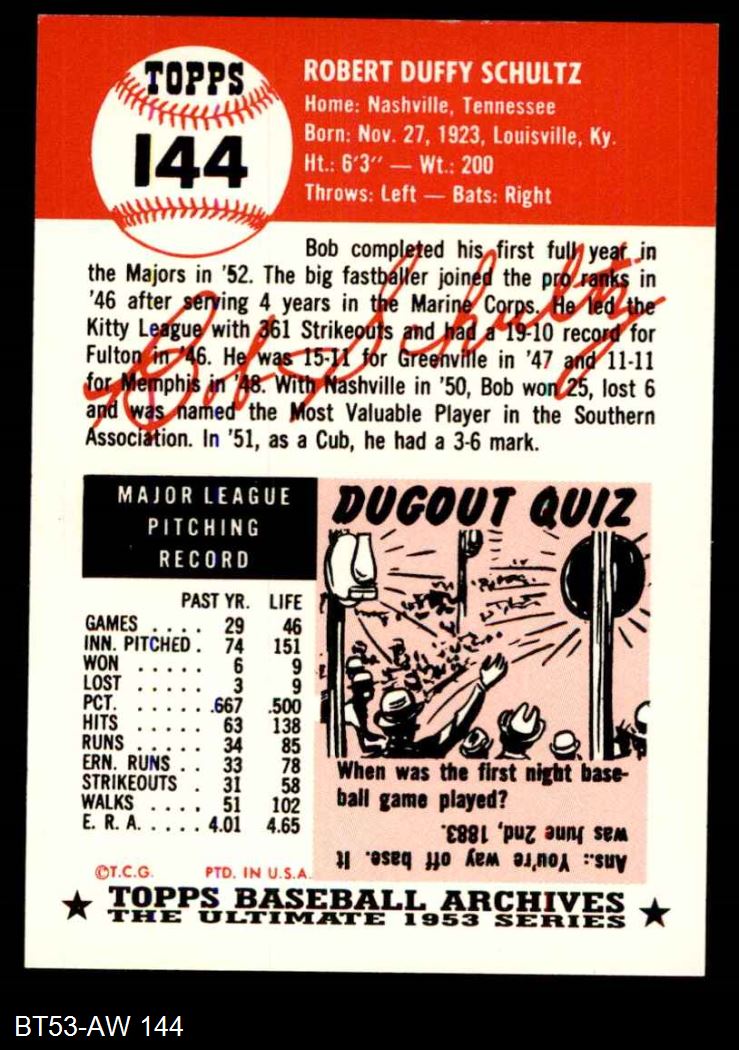 TOPPS
144
ROBERT DUFFY SCHULTZ
Home: Nashville, Tennessee
Born: Nov. 27, 1923, Louisville, Ky.
Ht.: 6'3" — Wt.: 200
Throws: Left — Bats: Right
Bob completed his first full year in
the Majors in '52. The big fastballer joined the pro ranks in
'46 after serving 4 years in the Marine Corps. He led the
Kitty League with 361 Strikeouts and had a 19-10 record for
Fulton in '46. He was 15-11 for Greenville in '47 and 11-11
for Memphis in '48. With Nashville in '50, Bob won 25, lost 6
and was named the Most Valuable Player in the Southern
Association. In '51, as a Cub, he had a 3-6 mark.
Bob Schultz
MAJOR LEAGUE
PITCHING
RECORD
PAST YR. LIFE
GAMES . . . . 29 46
INN. PITCHED . 74 151
WON . . . . . 6 9
LOST . . . . . 3 9
PCT. . . . . . .667 .500
HITS . . . . . 63 138
RUNS . . . . . 34 85
ERN. RUNS . . 33 78
STRIKEOUTS . 31 58
WALKS . . . . 51 102
E. R. A. . . . . . 4.01 4.65
DUGOUT QUIZ
When was the first night base-
ball game played?
Ans.: You're way off base. It
was June 2nd, 1883.
©T.C.G. PTD. IN U.S.A.
★ TOPPS BASEBALL ARCHIVES ★
THE ULTIMATE 1953 SERIES
BT53-AW 144